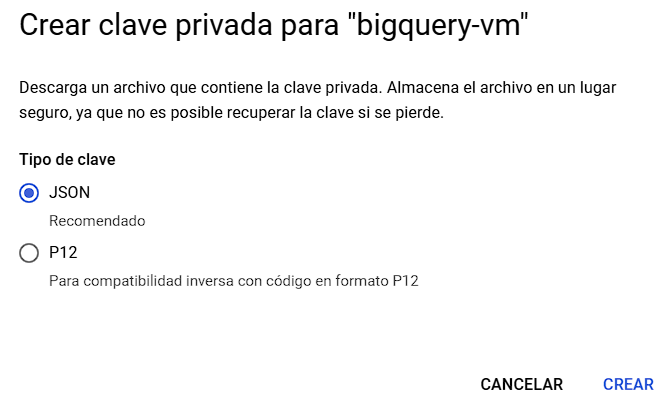 Crear clave privada para "bigquery-vm"
Descarga un archivo que contiene la clave privada. Almacena el archivo en un lugar
seguro, ya que no es posible recuperar la clave si se pierde.
Tipo de clave
JSON
Recomendado
P12
Para compatibilidad inversa con código en formato P12
CANCELAR CREAR